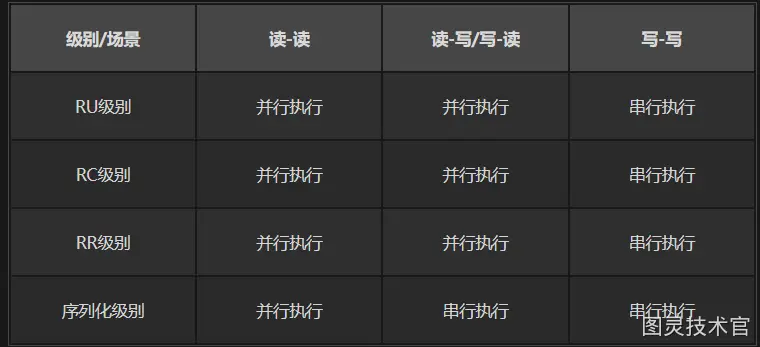 级别/场景 读-读 读-写/写-读 写-写
RU级别 并行执行 并行执行 串行执行
RC级别 并行执行 并行执行 串行执行
RR级别 并行执行 并行执行 串行执行
序列化级别 并行执行 串行执行 串行执行
图灵技术官